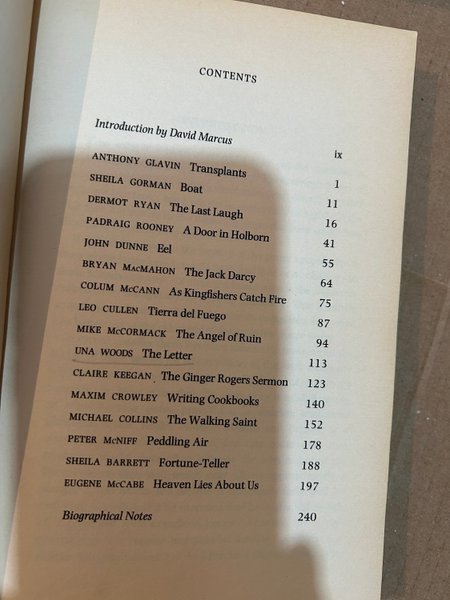 CONTENTS
Introduction by David Marcus ix
ANTHONY GLAVIN Transplants 1
SHEILA GORMAN Boat 11
DERMOT RYAN The Last Laugh 16
PADRAIG ROONEY A Door in Holborn 41
JOHN DUNNE Eel 55
BRYAN MacMAHON The Jack Darcy 64
COLUM McCANN As Kingfishers Catch Fire 75
LEO CULLEN Tierra del Fuego 87
MIKE McCORMACK The Angel of Ruin 94
UNA WOODS The Letter 113
CLAIRE KEEGAN The Ginger Rogers Sermon 123
MAXIM CROWLEY Writing Cookbooks 140
MICHAEL COLLINS The Walking Saint 152
PETER McNIFF Peddling Air 178
SHEILA BARRETT Fortune-Teller 188
EUGENE McCABE Heaven Lies About Us 197
Biographical Notes 240